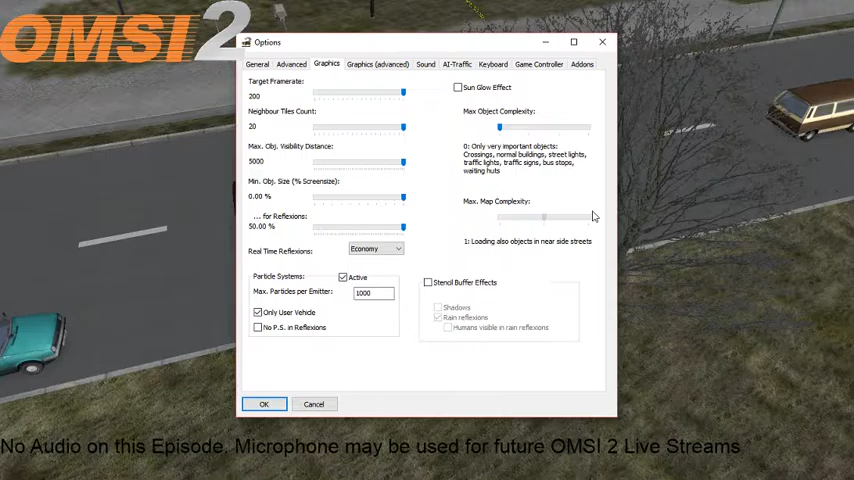 OMSI 2
Options
General Advanced Graphics Graphics (advanced) Sound AI-Traffic Keyboard Game Controller Addons
Target Framerate:
200
Neighbour Tiles Count:
20
Max. Obj. Visibility Distance:
5000
Min. Obj. Size (% Screensize):
0.00 %
... for Reflexions:
50.00 %
Real Time Reflexions: Economy
Sun Glow Effect
Max Object Complexity:
0: Only very important objects:
Crossings, normal buildings, street lights,
traffic lights, traffic signs, bus stops,
waiting huts
Max. Map Complexity:
1: Loading also objects in near side streets
Particle Systems: Active
Max. Particles per Emitter: 1000
Only User Vehicle
No P.S. in Reflexions
Stencil Buffer Effects
Shadows
Rain reflexions
Humans visible in rain reflexions
OK Cancel
No Audio on this Episode. Microphone may be used for future OMSI 2 Live Streams